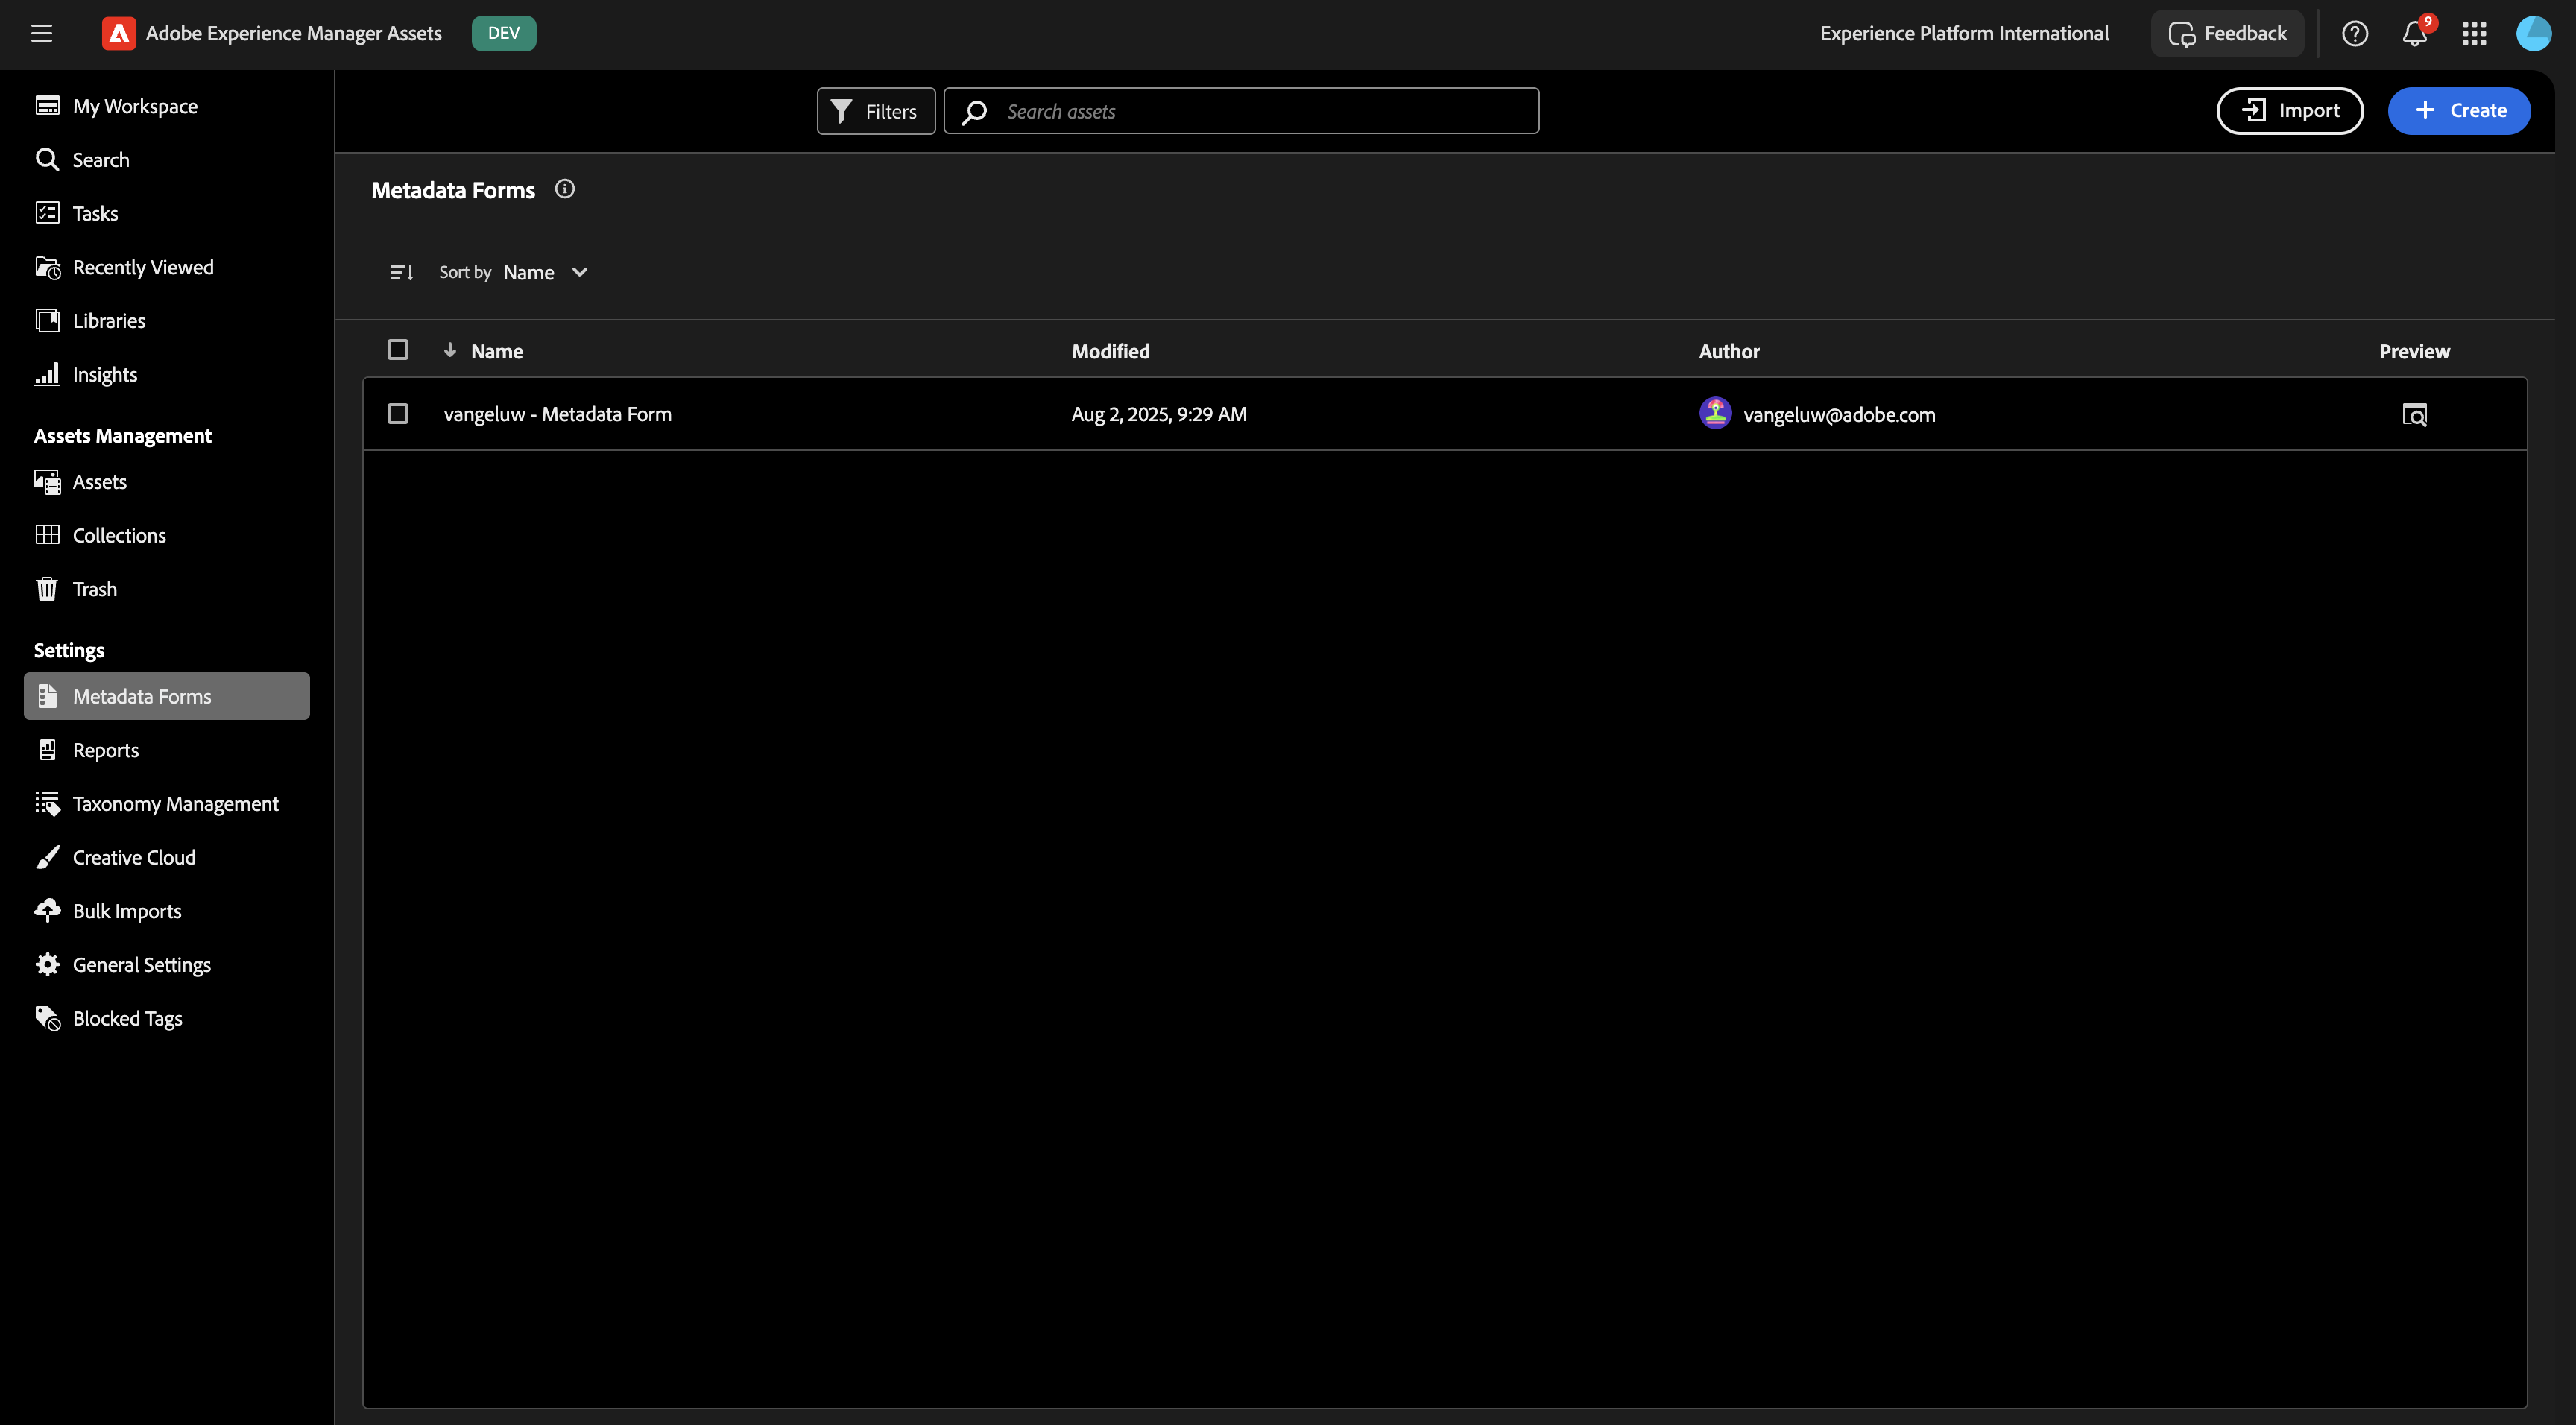 Adobe Experience Manager Assets
DEV
Experience Platform International
Feedback
9
My Workspace
Search
Tasks
Recently Viewed
Libraries
Insights
Assets Management
Assets
Collections
Trash
Settings
Metadata Forms
Reports
Taxonomy Management
Creative Cloud
Bulk Imports
General Settings
Blocked Tags
Filters
Search assets
Import
Create
Metadata Forms
Sort by Name
Name Modified Author Preview
vangeluw - Metadata Form Aug 2, 2025, 9:29 AM vangeluw@adobe.com